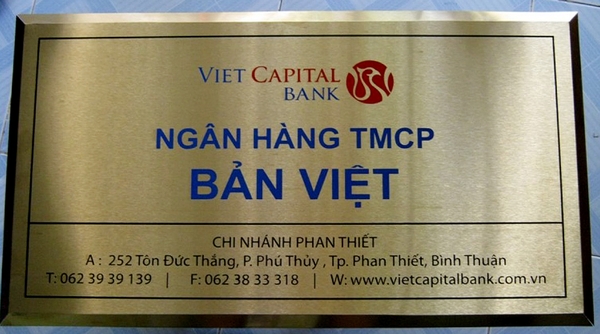 VIET CAPITAL
BANK
NGÂN HÀNG TMCP
BẢN VIỆT
CHI NHÁNH PHAN THIẾT
A : 252 Tôn Đức Thắng, P. Phú Thủy , Tp. Phan Thiết, Bình Thuận
T: 062 39 39 139 | F: 062 38 33 318 | W: www.vietcapitalbank.com.vn